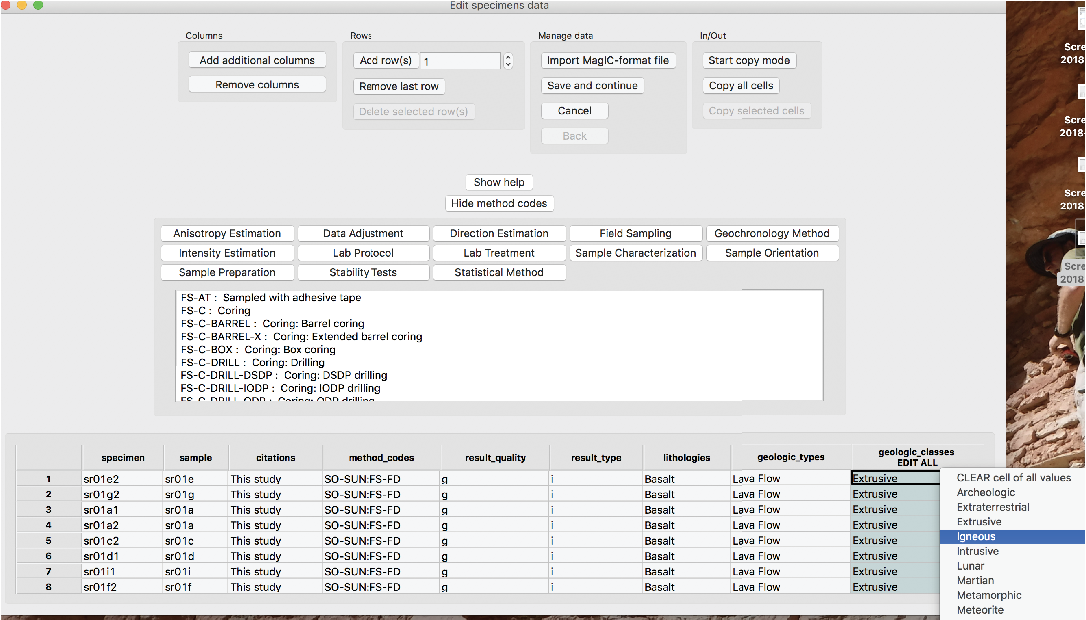 Edit specimens data
Columns
Add additional columns
Remove columns
Rows
Add row(s) 1
Remove last row
Delete selected row(s)
Manage data
Import MagIC-format file
Save and continue
Cancel
Back
In/Out
Start copy mode
Copy all cells
Copy selected cells
Show help
Hide method codes
Anisotropy Estimation Data Adjustment Direction Estimation Field Sampling Geochronology Method
Intensity Estimation Lab Protocol Lab Treatment Sample Characterization Sample Orientation
Sample Preparation Stability Tests Statistical Method
FS-AT : Sampled with adhesive tape
FS-C : Coring
FS-C-BARREL : Coring: Barrel coring
FS-C-BARREL-X : Coring: Extended barrel coring
FS-C-BOX : Coring: Box coring
FS-C-DRILL : Coring: Drilling
FS-C-DRILL-DSDP : Coring: DSDP drilling
FS-C-DRILL-IODP : Coring: IODP drilling
FS-C-DRILL-ODP : Coring: ODP drilling
specimen sample citations method_codes result_quality result_type lithologies geologic_types geologic_classes
EDIT ALL
1 sr01e2 sr01e This study SO-SUN:FS-FD g i Basalt Lava Flow Extrusive
2 sr01g2 sr01g This study SO-SUN:FS-FD g i Basalt Lava Flow Extrusive
3 sr01a1 sr01a This study SO-SUN:FS-FD g i Basalt Lava Flow Extrusive
4 sr01a2 sr01a This study SO-SUN:FS-FD g i Basalt Lava Flow Extrusive
5 sr01c2 sr01c This study SO-SUN:FS-FD g i Basalt Lava Flow Extrusive
6 sr01d1 sr01d This study SO-SUN:FS-FD g i Basalt Lava Flow Extrusive
7 sr01i1 sr01i This study SO-SUN:FS-FD g i Basalt Lava Flow Extrusive
8 sr01f2 sr01f This study SO-SUN:FS-FD g i Basalt Lava Flow Extrusive
CLEAR cell of all values
Archeologic
Extraterrestrial
Extrusive
Igneous
Intrusive
Lunar
Martian
Metamorphic
Meteorite
Scre
2018
Scre
2018-
Scre
2018
Scre
2018